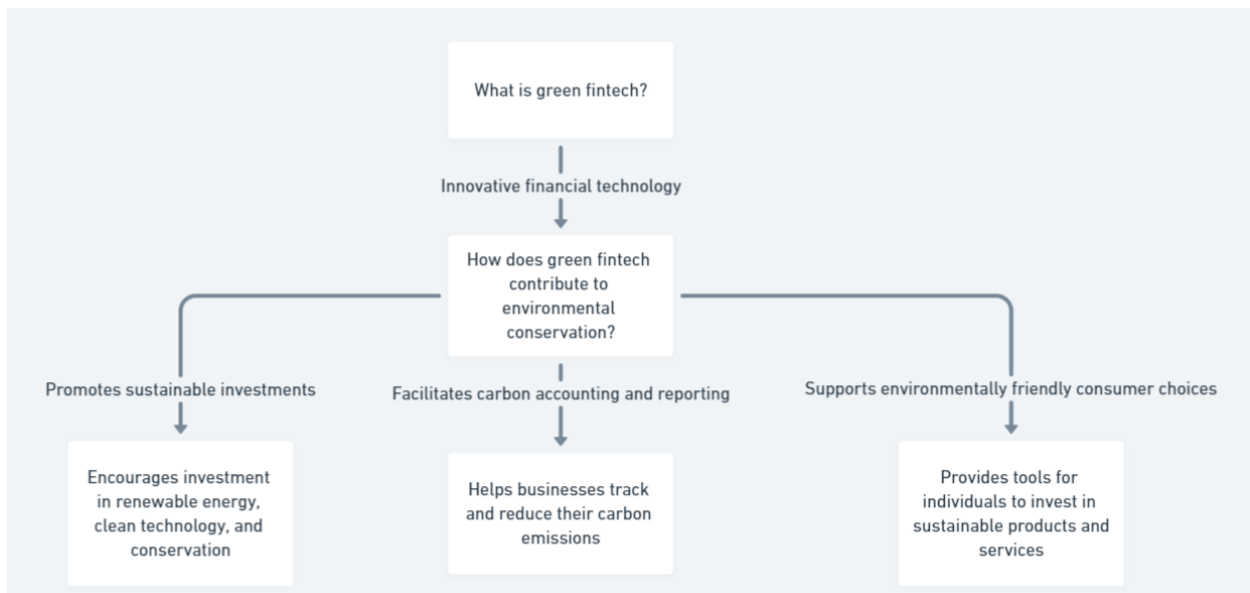 What is green fintech?
Innovative financial technology
How does green fintech
contribute to
environmental
conservation?
Promotes sustainable investments
Facilitates carbon accounting and reporting
Supports environmentally friendly consumer choices
Encourages investment
in renewable energy,
clean technology, and
conservation
Helps businesses track
and reduce their carbon
emissions
Provides tools for
individuals to invest in
sustainable products and
services